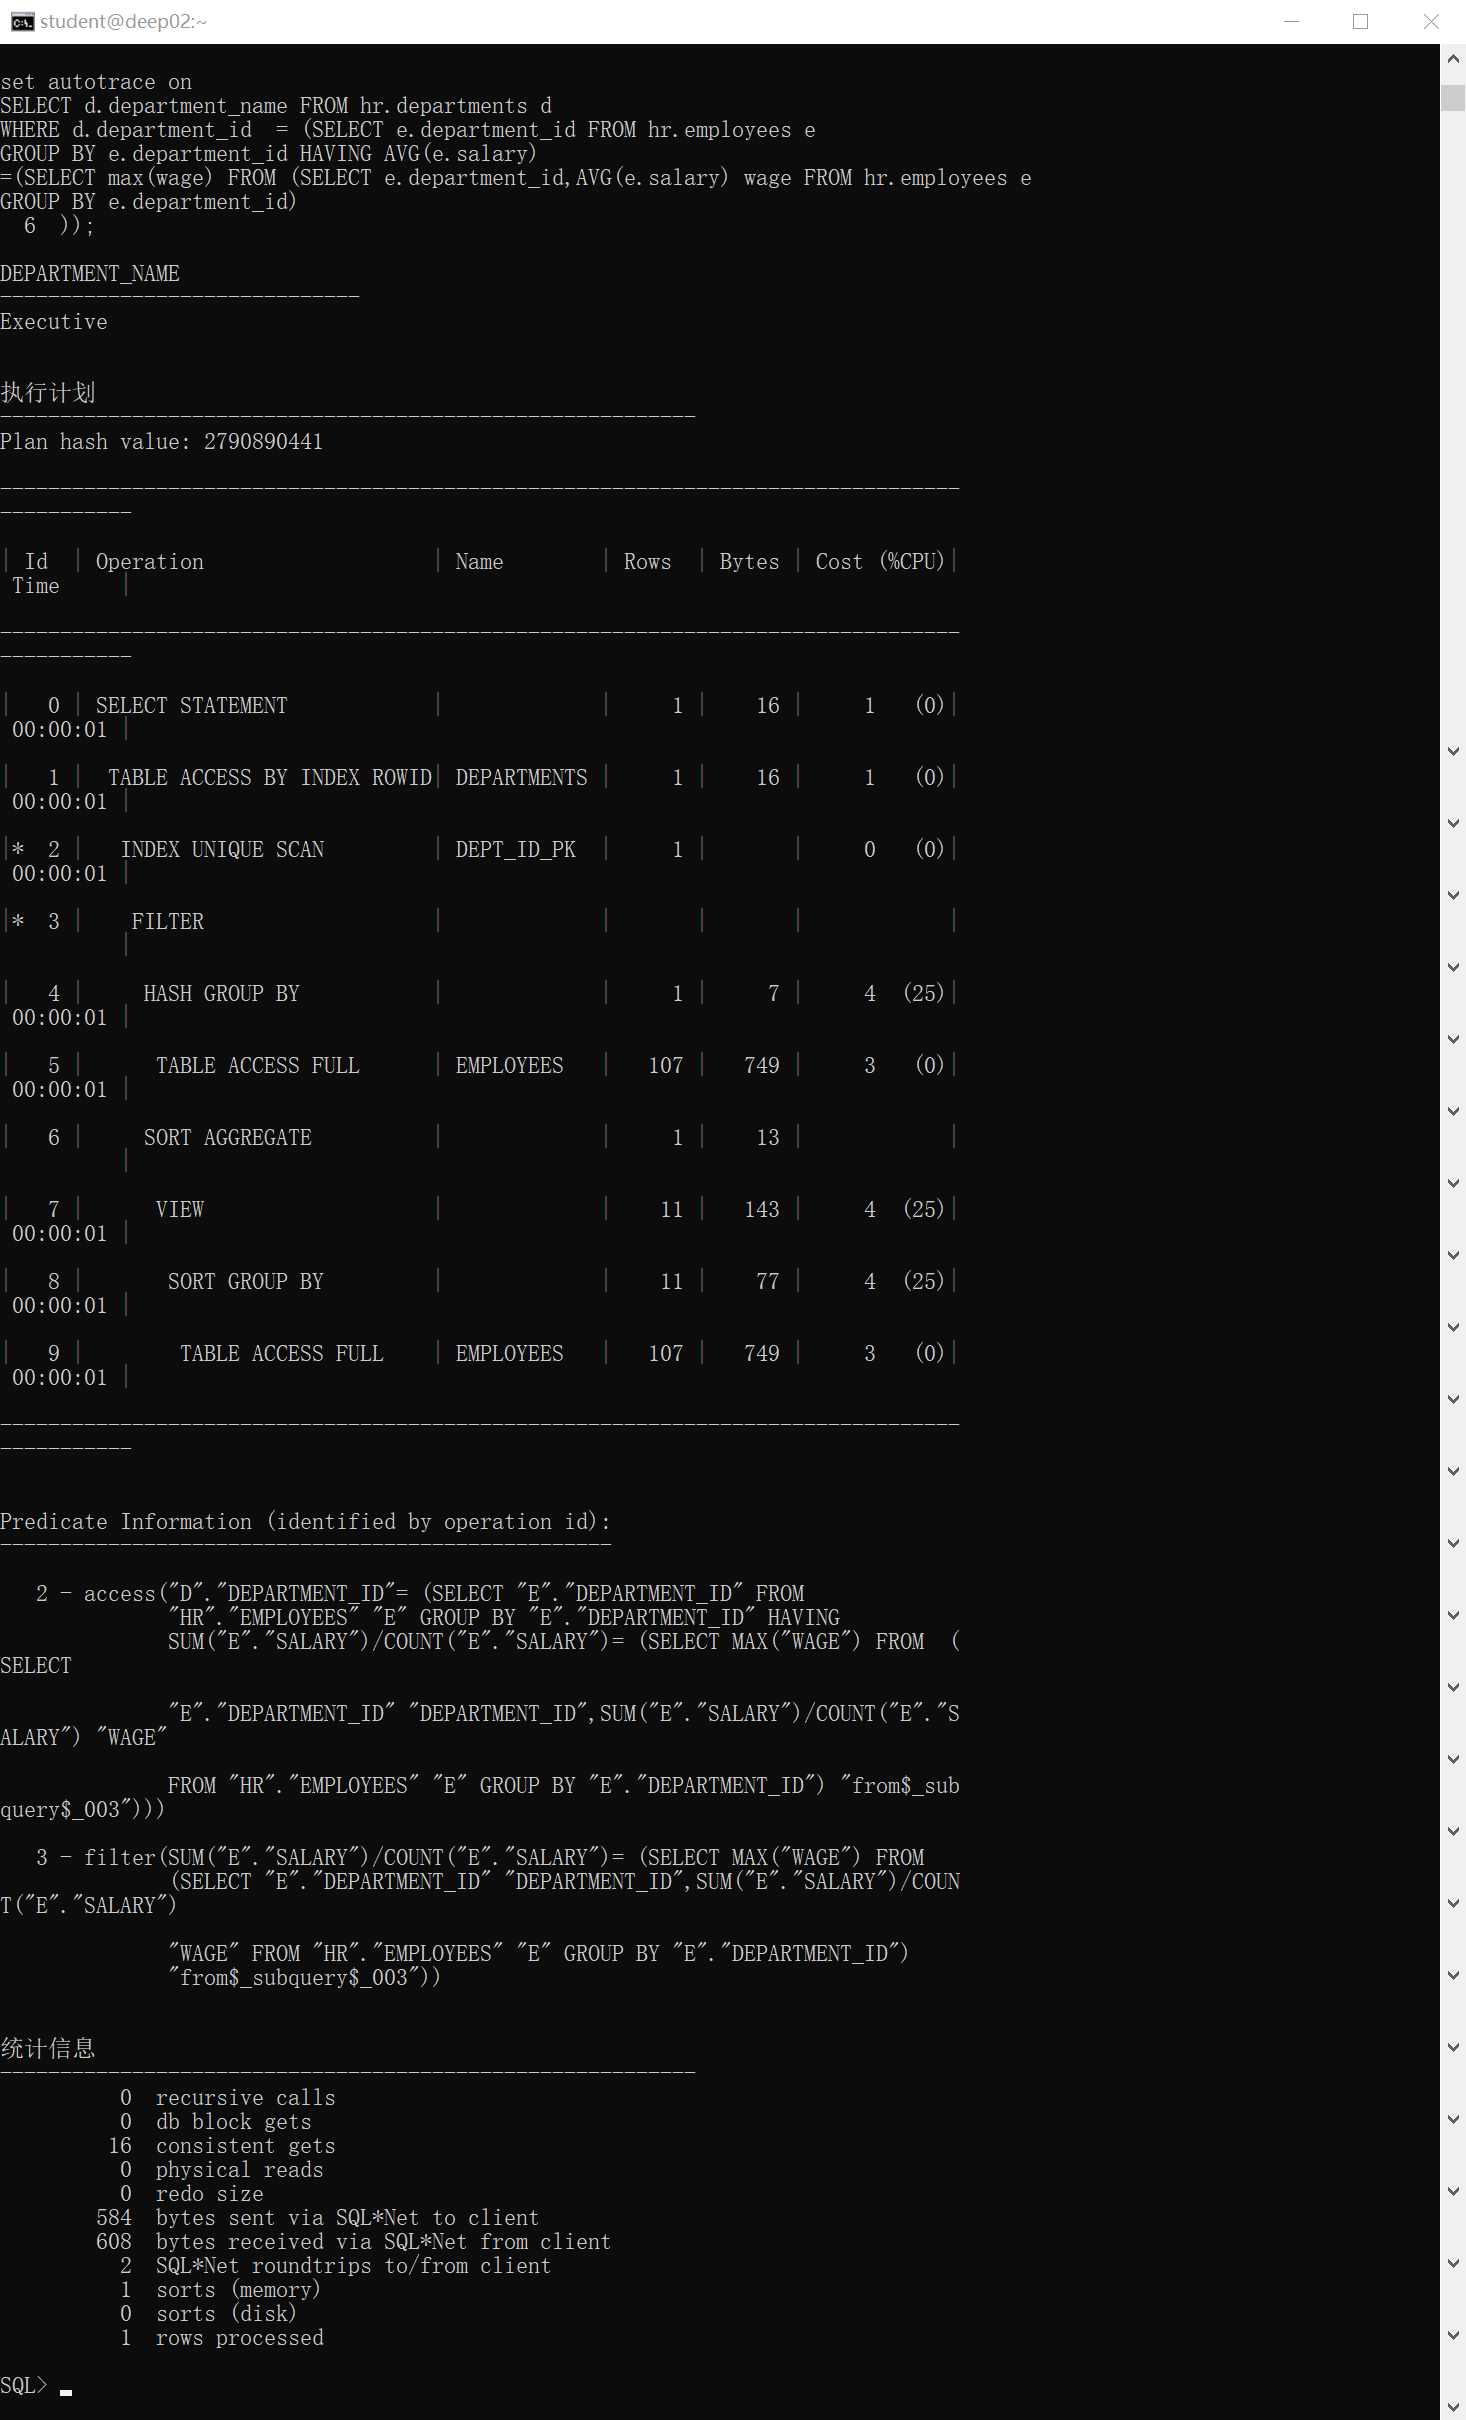 student@deep02:~
set autotrace on
SELECT d.department_name FROM hr.departments d
WHERE d.department_id  = (SELECT e.department_id FROM hr.employees e
GROUP BY e.department_id HAVING AVG(e.salary)
=(SELECT max(wage) FROM (SELECT e.department_id,AVG(e.salary) wage FROM hr.employees e
GROUP BY e.department_id)
  6  ));
DEPARTMENT_NAME
------------------------------
Executive
执行计划
----------------------------------------------------------
Plan hash value: 2790890441
--------------------------------------------------------------------------------
-----------
| Id  | Operation                   | Name        | Rows  | Bytes | Cost (%CPU)|
 Time     |
--------------------------------------------------------------------------------
-----------
|   0 | SELECT STATEMENT            |             |     1 |    16 |     1   (0)|
 00:00:01 |
|   1 |  TABLE ACCESS BY INDEX ROWID| DEPARTMENTS |     1 |    16 |     1   (0)|
 00:00:01 |
|*  2 |   INDEX UNIQUE SCAN         | DEPT_ID_PK  |     1 |       |     0   (0)|
 00:00:01 |
|*  3 |    FILTER                   |             |       |       |            |
          |
|   4 |     HASH GROUP BY           |             |     1 |     7 |     4  (25)|
 00:00:01 |
|   5 |      TABLE ACCESS FULL      | EMPLOYEES   |   107 |   749 |     3   (0)|
 00:00:01 |
|   6 |     SORT AGGREGATE          |             |     1 |    13 |            |
          |
|   7 |      VIEW                   |             |    11 |   143 |     4  (25)|
 00:00:01 |
|   8 |       SORT GROUP BY         |             |    11 |    77 |     4  (25)|
 00:00:01 |
|   9 |        TABLE ACCESS FULL    | EMPLOYEES   |   107 |   749 |     3   (0)|
 00:00:01 |
--------------------------------------------------------------------------------
-----------
Predicate Information (identified by operation id):
---------------------------------------------------
   2 - access("D"."DEPARTMENT_ID"= (SELECT "E"."DEPARTMENT_ID" FROM
              "HR"."EMPLOYEES" "E" GROUP BY "E"."DEPARTMENT_ID" HAVING
              SUM("E"."SALARY")/COUNT("E"."SALARY")= (SELECT MAX("WAGE") FROM  (
SELECT
              "E"."DEPARTMENT_ID" "DEPARTMENT_ID",SUM("E"."SALARY")/COUNT("E"."S
ALARY") "WAGE"
              FROM "HR"."EMPLOYEES" "E" GROUP BY "E"."DEPARTMENT_ID") "from$_sub
query$_003")))
   3 - filter(SUM("E"."SALARY")/COUNT("E"."SALARY")= (SELECT MAX("WAGE") FROM
              (SELECT "E"."DEPARTMENT_ID" "DEPARTMENT_ID",SUM("E"."SALARY")/COUN
T("E"."SALARY")
              "WAGE" FROM "HR"."EMPLOYEES" "E" GROUP BY "E"."DEPARTMENT_ID")
              "from$_subquery$_003"))
统计信息
----------------------------------------------------------
          0  recursive calls
          0  db block gets
         16  consistent gets
          0  physical reads
          0  redo size
        584  bytes sent via SQL*Net to client
        608  bytes received via SQL*Net from client
          2  SQL*Net roundtrips to/from client
          1  sorts (memory)
          0  sorts (disk)
          1  rows processed
SQL>